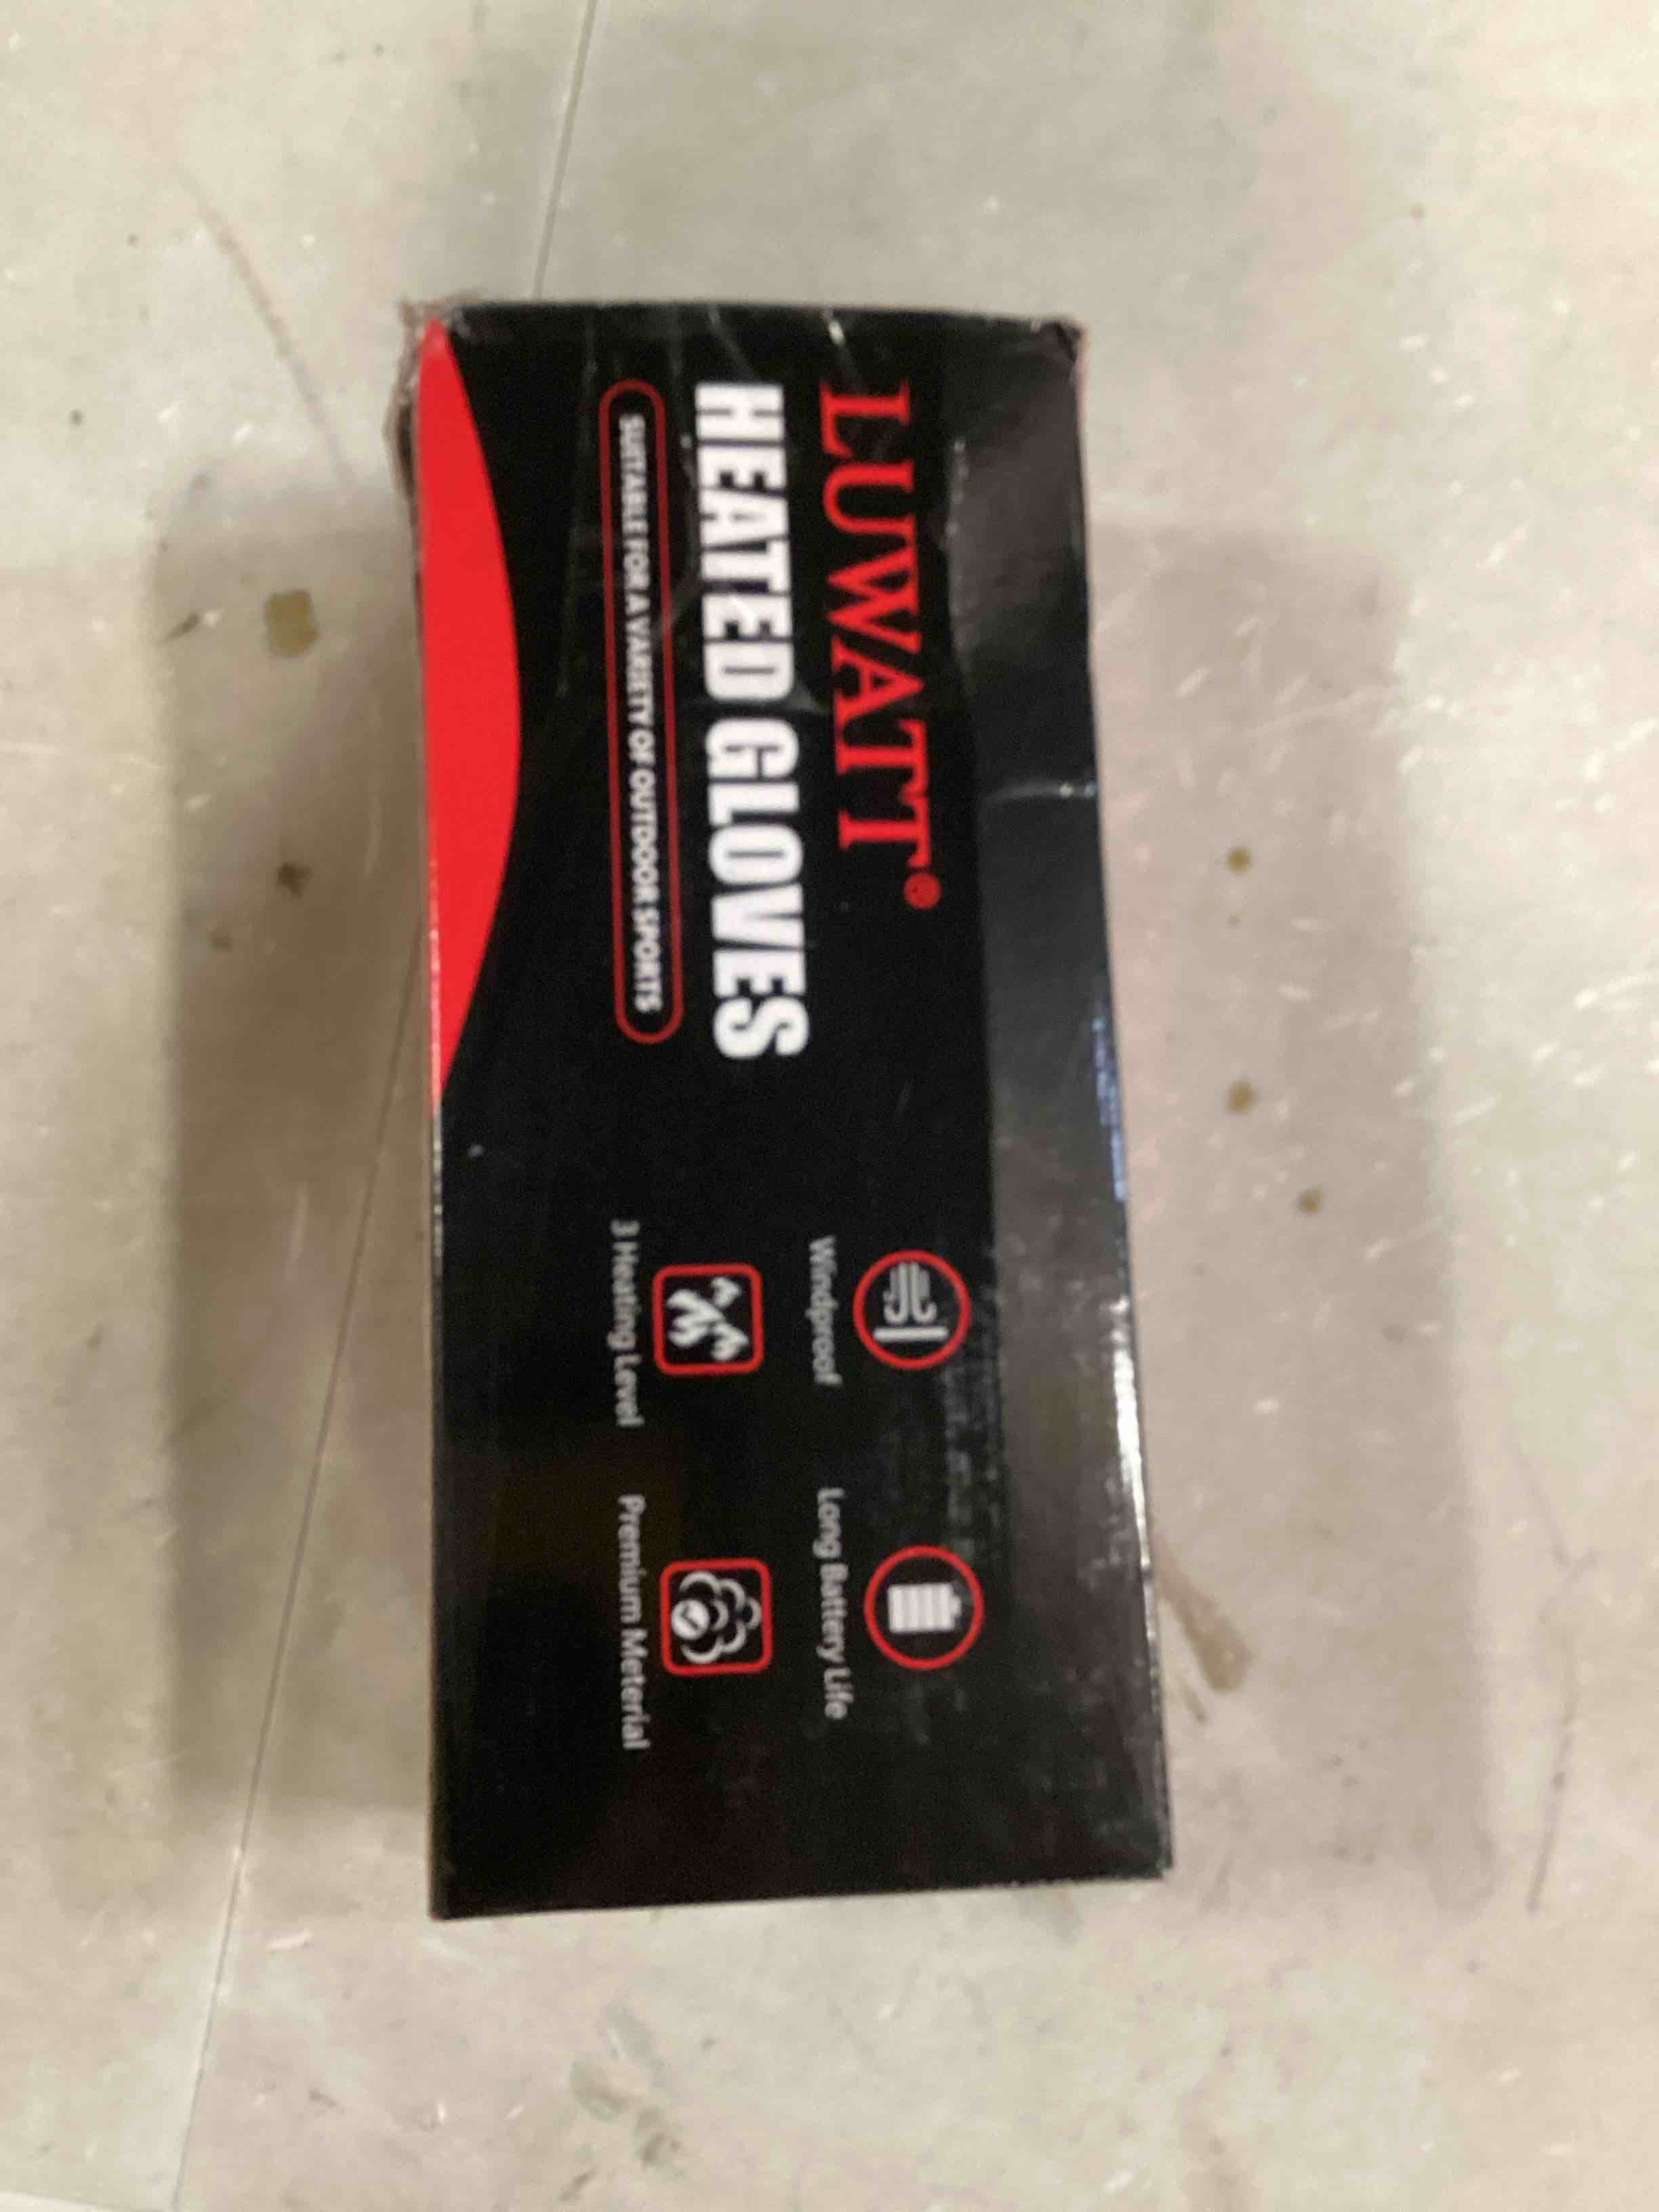 LUWATT®
HEATED GLOVES
SUITABLE FOR A VARIETY OF OUTDOOR SPORTS
Windproof
Long Battery Life
3 Heating Level
Premium Meterial